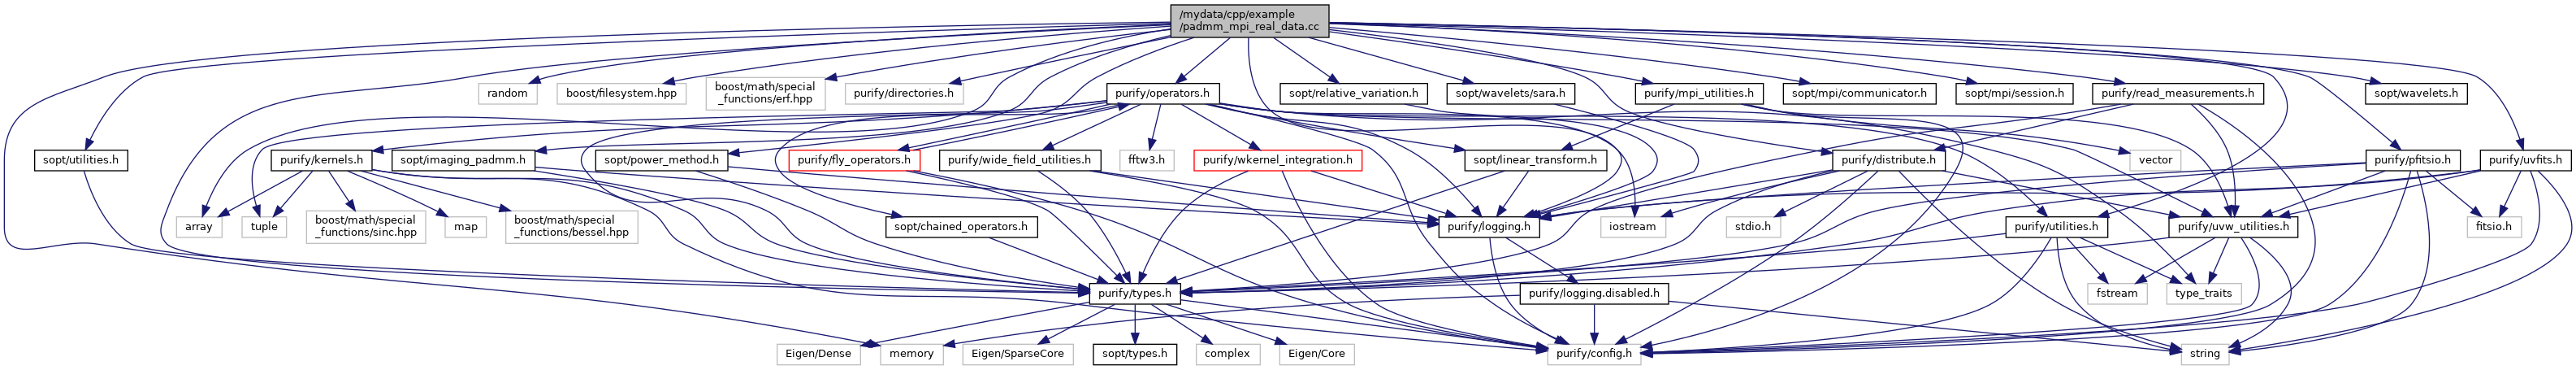 /mydata/cpp/example
/padmm_mpi_real_data.cc
random
boost/filesystem.hpp
boost/math/special
_functions/erf.hpp
purify/directories.h
purify/operators.h
sopt/relative_variation.h
sopt/wavelets/sara.h
purify/mpi_utilities.h
sopt/mpi/communicator.h
sopt/mpi/session.h
purify/read_measurements.h
sopt/wavelets.h
sopt/utilities.h
purify/kernels.h
sopt/imaging_padmm.h
sopt/power_method.h
purify/fly_operators.h
purify/wide_field_utilities.h
fftw3.h
purify/wkernel_integration.h
sopt/linear_transform.h
purify/distribute.h
vector
purify/pfitsio.h
purify/uvfits.h
array
tuple
boost/math/special
_functions/sinc.hpp
map
boost/math/special
_functions/bessel.hpp
sopt/chained_operators.h
purify/logging.h
iostream
stdio.h
purify/utilities.h
purify/uvw_utilities.h
fitsio.h
purify/types.h
purify/logging.disabled.h
fstream
type_traits
Eigen/Dense
memory
Eigen/SparseCore
sopt/types.h
complex
Eigen/Core
purify/config.h
string